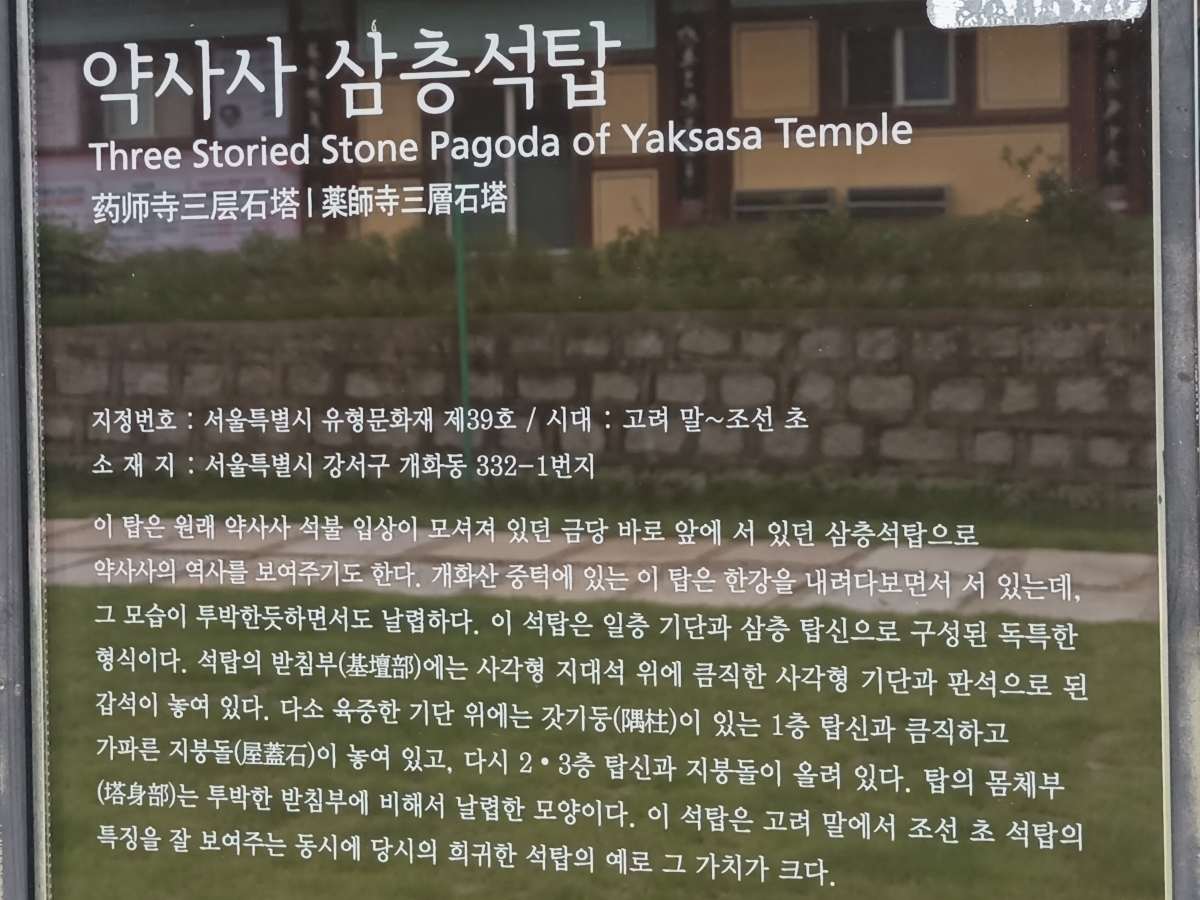 약사사 삼층석탑
Three Storied Stone Pagoda of Yaksasa Temple
药师寺三层石塔 | 薬師寺三層石塔
지정번호 : 서울특별시 유형문화재 제39호 / 시대 : 고려 말~조선 초
소 재 지 : 서울특별시 강서구 개화동 332-1번지
이 탑은 원래 약사사 석불 입상이 모셔져 있던 금당 바로 앞에 서 있던 삼층석탑으로
약사사의 역사를 보여주기도 한다. 개화산 중턱에 있는 이 탑은 한강을 내려다보면서 서 있는데,
그 모습이 투박한듯하면서도 날렵하다. 이 석탑은 일층 기단과 삼층 탑신으로 구성된 독특한
형식이다. 석탑의 받침부(基壇部)에는 사각형 지대석 위에 큼직한 사각형 기단과 판석으로 된
갑석이 놓여 있다. 다소 육중한 기단 위에는 갓기둥(隅柱)이 있는 1층 탑신과 큼직하고
가파른 지붕돌(屋蓋石)이 놓여 있고, 다시 2·3층 탑신과 지붕돌이 올려 있다. 탑의 몸체부
(塔身部)는 투박한 받침부에 비해서 날렵한 모양이다. 이 석탑은 고려 말에서 조선 초 석탑의
특징을 잘 보여주는 동시에 당시의 희귀한 석탑의 예로 그 가치가 크다.